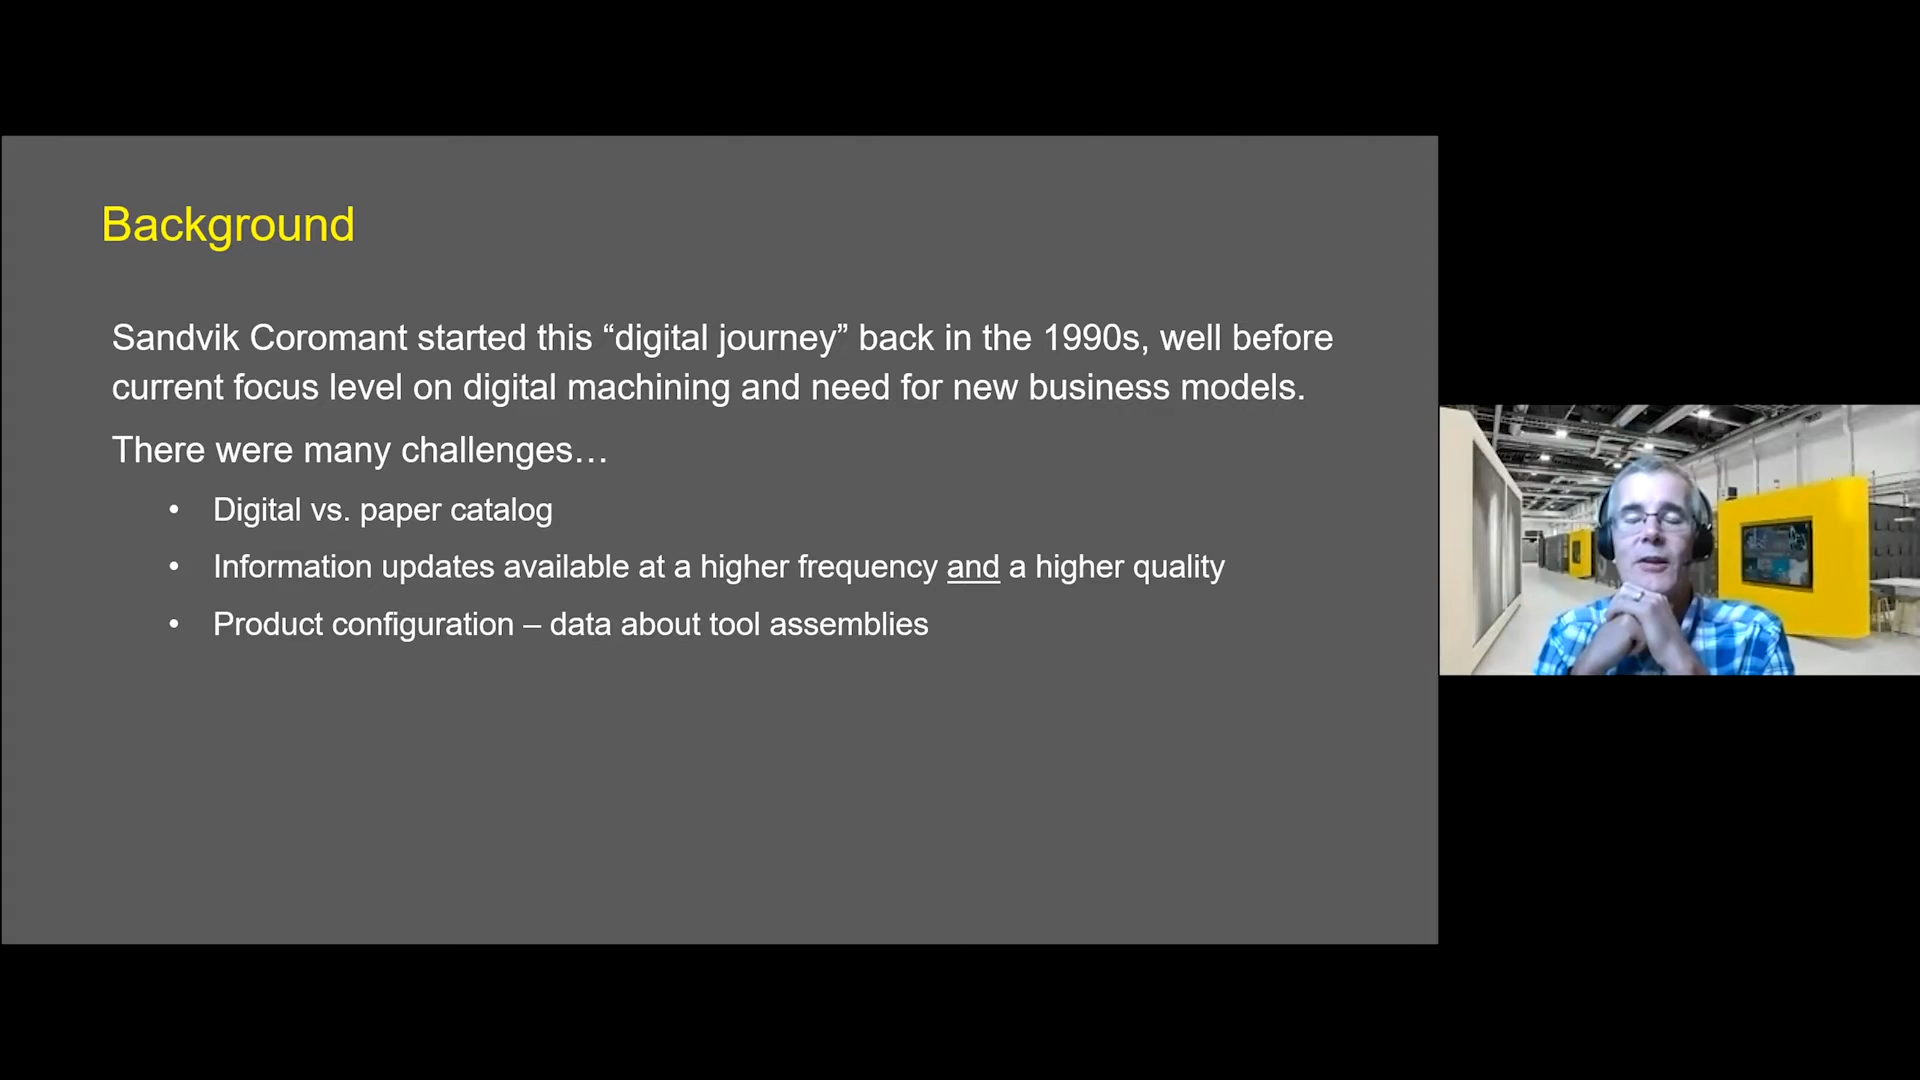 Background
Sandvik Coromant started this “digital journey” back in the 1990s, well before
current focus level on digital machining and need for new business models.
There were many challenges…
• Digital vs. paper catalog
• Information updates available at a higher frequency and a higher quality
• Product configuration – data about tool assemblies